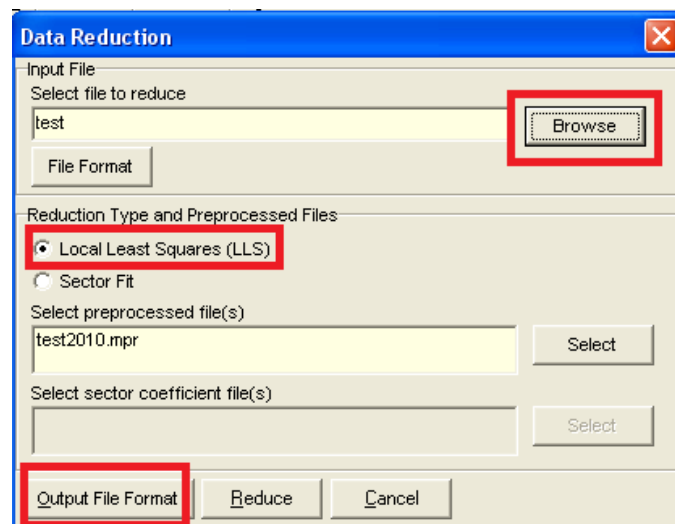 Data Reduction
Input File
Select file to reduce
test
Browse
File Format
Reduction Type and Preprocessed Files
Local Least Squares (LLS)
Sector Fit
Select preprocessed file(s)
test2010.mpr
Select
Select sector coefficient file(s)
Select
Output File Format Reduce Cancel